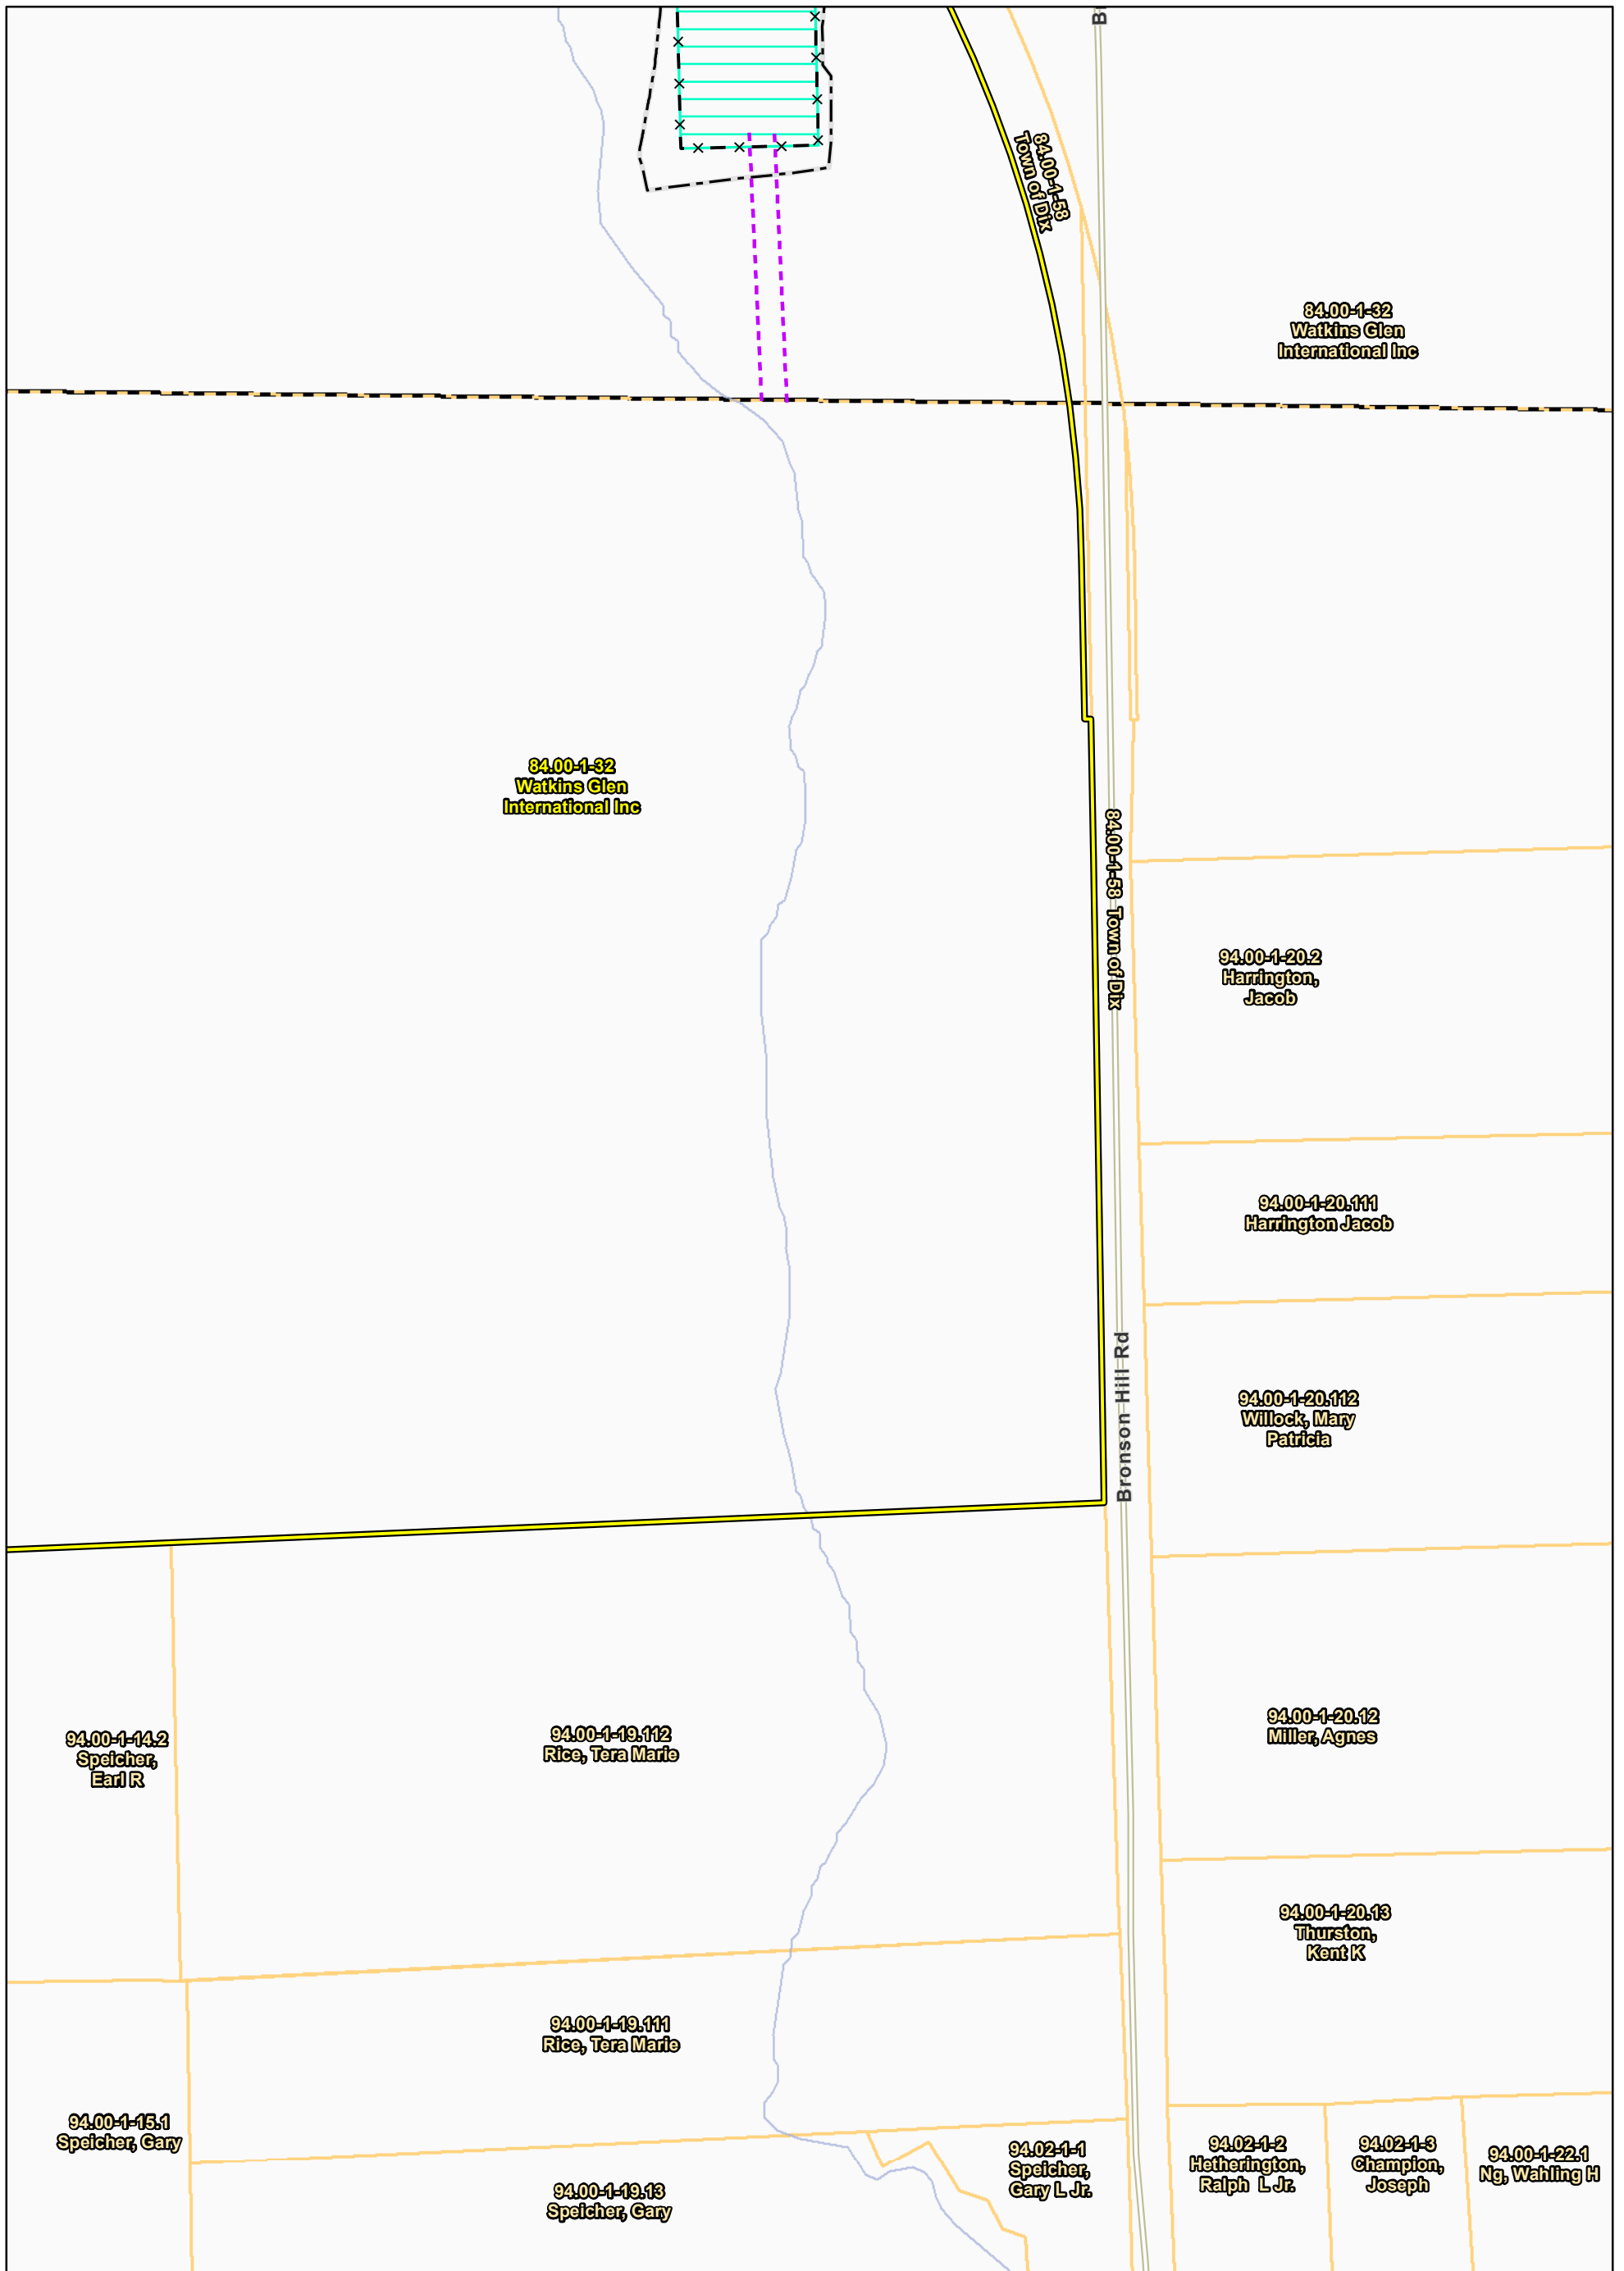 B
84.00-1-58
Town of Dix
84.00-1-32
Watkins Glen
International Inc
84.00-1-32
Watkins Glen
International Inc
84.00-1-58 Town of Dix
94.00-1-20.2
Harrington,
Jacob
94.00-1-20.111
Harrington Jacob
Bronson Hill Rd
94.00-1-20.112
Willock, Mary
Patricia
94.00-1-14.2
Speicher,
Earl R
94.00-1-19.112
Rice, Tera Marie
94.00-1-20.12
Miller, Agnes
94.00-1-20.13
Thurston,
Kent K
94.00-1-19.111
Rice, Tera Marie
94.00-1-15.1
Speicher, Gary
94.00-1-19.13
Speicher, Gary
94.02-1-1
Speicher,
Gary L Jr.
94.02-1-2
Hetherington,
Ralph L Jr.
94.02-1-3
Champion,
Joseph
94.00-1-22.1
Ng, Wahling H